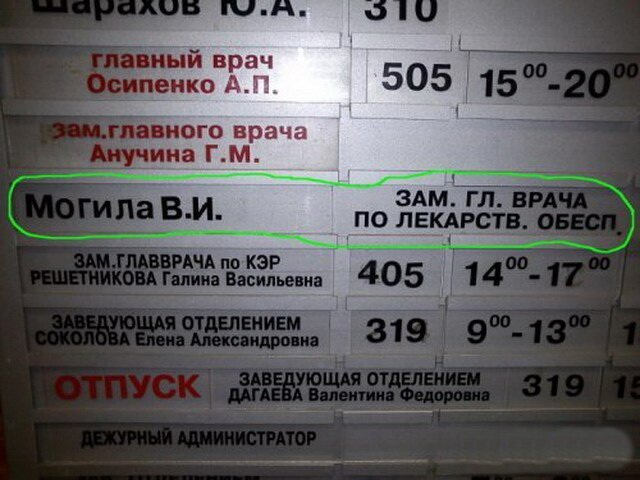 Шарахов Ю.А. 310
главный врач
Осипенко А.П. 505 15⁰⁰-20⁰⁰
зам.главного врача
Анучина Г.М.
Могила В.И. ЗАМ. ГЛ. ВРАЧА
ПО ЛЕКАРСТВ. ОБЕСП.
ЗАМ.ГЛАВВРАЧА по КЭР
РЕШЕТНИКОВА Галина Васильевна 405 14⁰⁰-17⁰⁰
ЗАВЕДУЮЩАЯ ОТДЕЛЕНИЕМ
СОКОЛОВА Елена Александровна 319 9⁰⁰-13⁰⁰
ОТПУСК ЗАВЕДУЮЩАЯ ОТДЕЛЕНИЕМ
ДАГАЕВА Валентина Федоровна 319 15
ДЕЖУРНЫЙ АДМИНИСТРАТОР